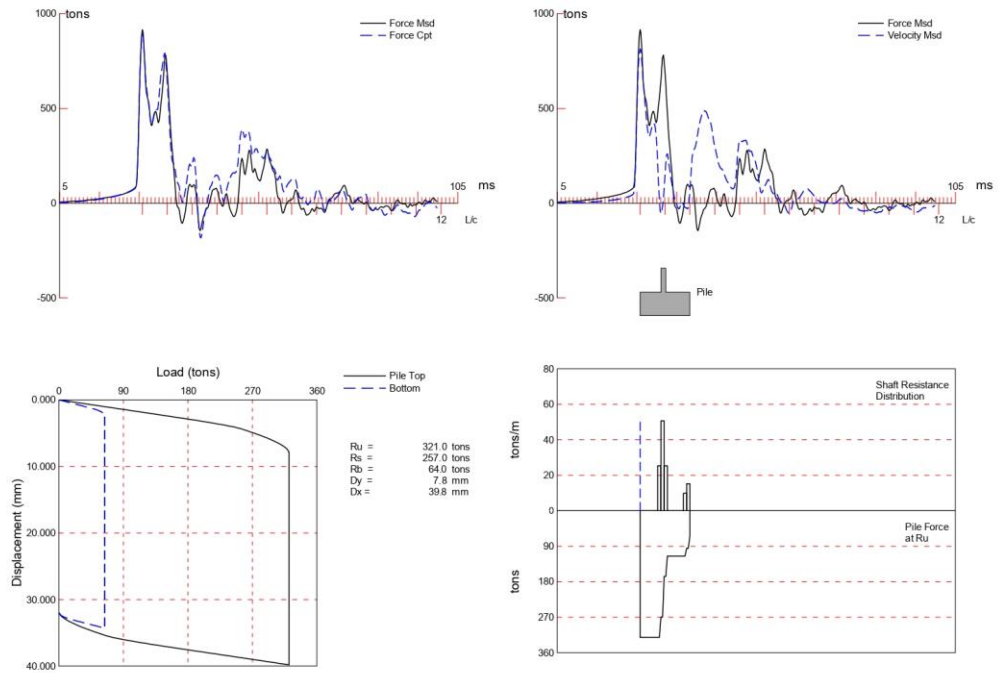 1000
tons
Force Msd
Force Cpt
500
5
105
ms
0
12
L/c
-500
1000
tons
Force Msd
Velocity Msd
500
5
105
ms
0
12
L/c
-500
Pile
Load (tons)
0 90 180 270 360
Pile Top
Bottom
0.000
10.000
20.000
30.000
40.000
Displacement (mm)
Ru = 321.0 tons
Rs = 257.0 tons
Rb = 64.0 tons
Dy = 7.8 mm
Dx = 39.8 mm
80
60
40
20
0
90
180
270
360
tons/m
tons
Shaft Resistance
Distribution
Pile Force
at Ru